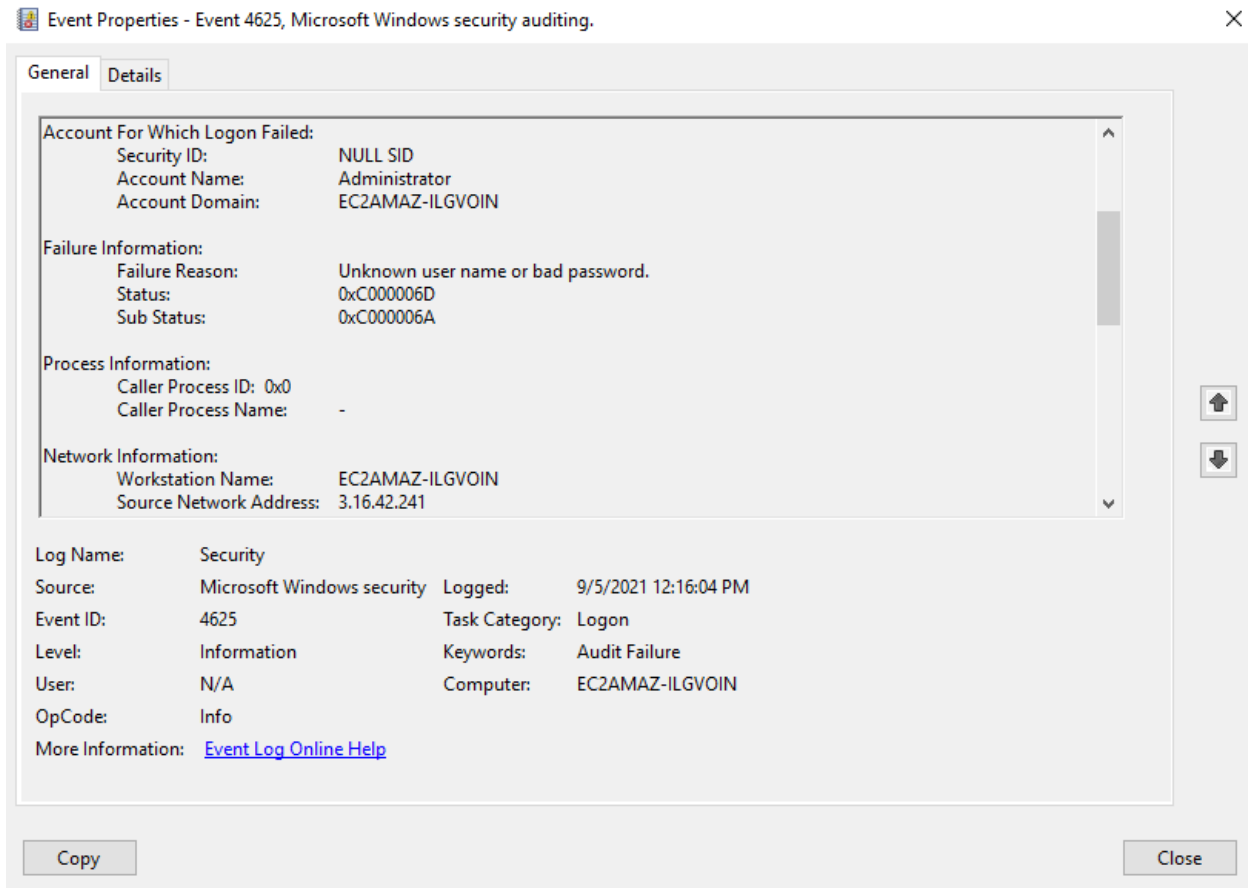 Event Properties - Event 4625, Microsoft Windows security auditing.
General Details
Account For Which Logon Failed:
Security ID: NULL SID
Account Name: Administrator
Account Domain: EC2AMAZ-ILGVOIN
Failure Information:
Failure Reason: Unknown user name or bad password.
Status: 0xC000006D
Sub Status: 0xC000006A
Process Information:
Caller Process ID: 0x0
Caller Process Name: -
Network Information:
Workstation Name: EC2AMAZ-ILGVOIN
Source Network Address: 3.16.42.241
Log Name: Security
Source: Microsoft Windows security Logged: 9/5/2021 12:16:04 PM
Event ID: 4625 Task Category: Logon
Level: Information Keywords: Audit Failure
User: N/A Computer: EC2AMAZ-ILGVOIN
OpCode: Info
More Information: Event Log Online Help
Copy Close